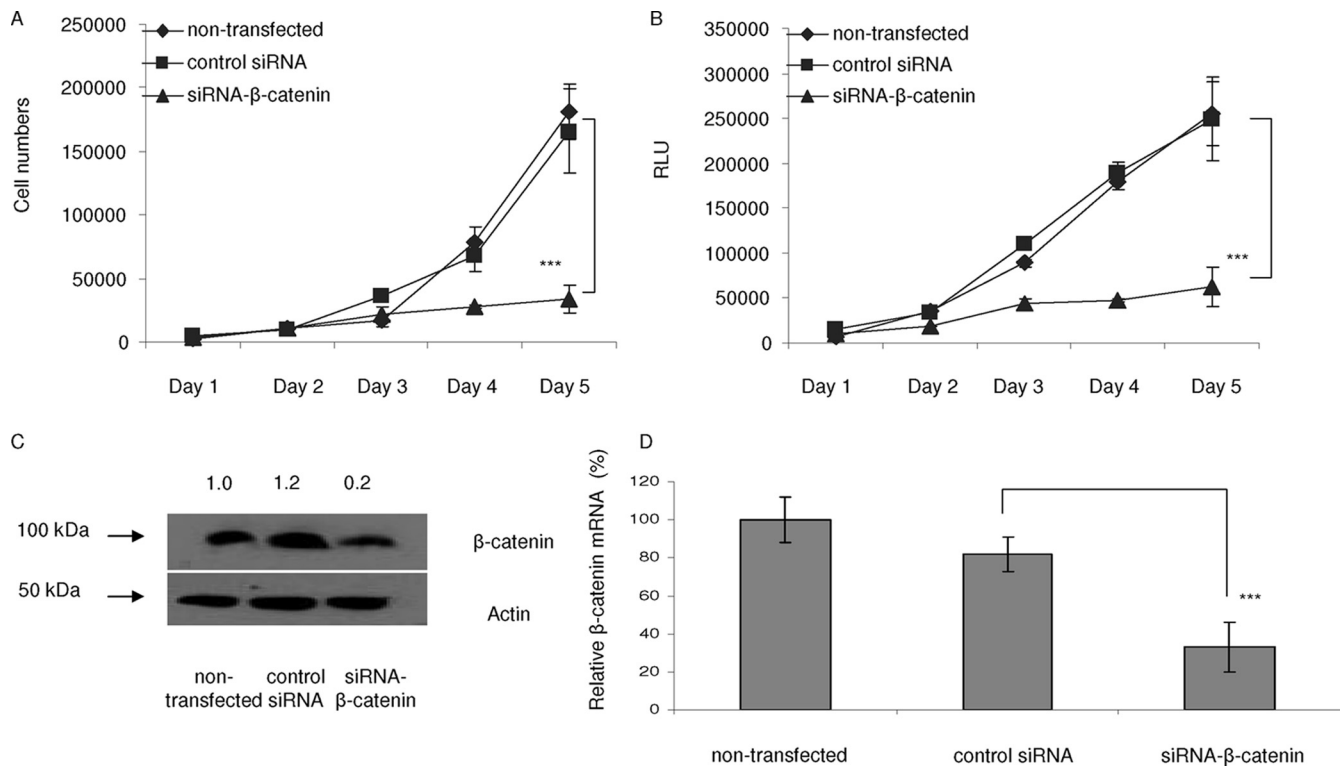 A
250000
200000
150000
100000
50000
0
Cell numbers
non-transfected
control siRNA
siRNA-β-catenin
***
Day 1 Day 2 Day 3 Day 4 Day 5
B
350000
300000
250000
200000
150000
100000
50000
0
RLU
non-transfected
control siRNA
siRNA-β-catenin
***
Day 1 Day 2 Day 3 Day 4 Day 5
C
1.0 1.2 0.2
100 kDa
β-catenin
50 kDa
Actin
non-
transfected
control
siRNA
siRNA-
β-catenin
D
Relative β-catenin mRNA (%)
120
100
80
60
40
20
0
***
non-transfected control siRNA siRNA-β-catenin